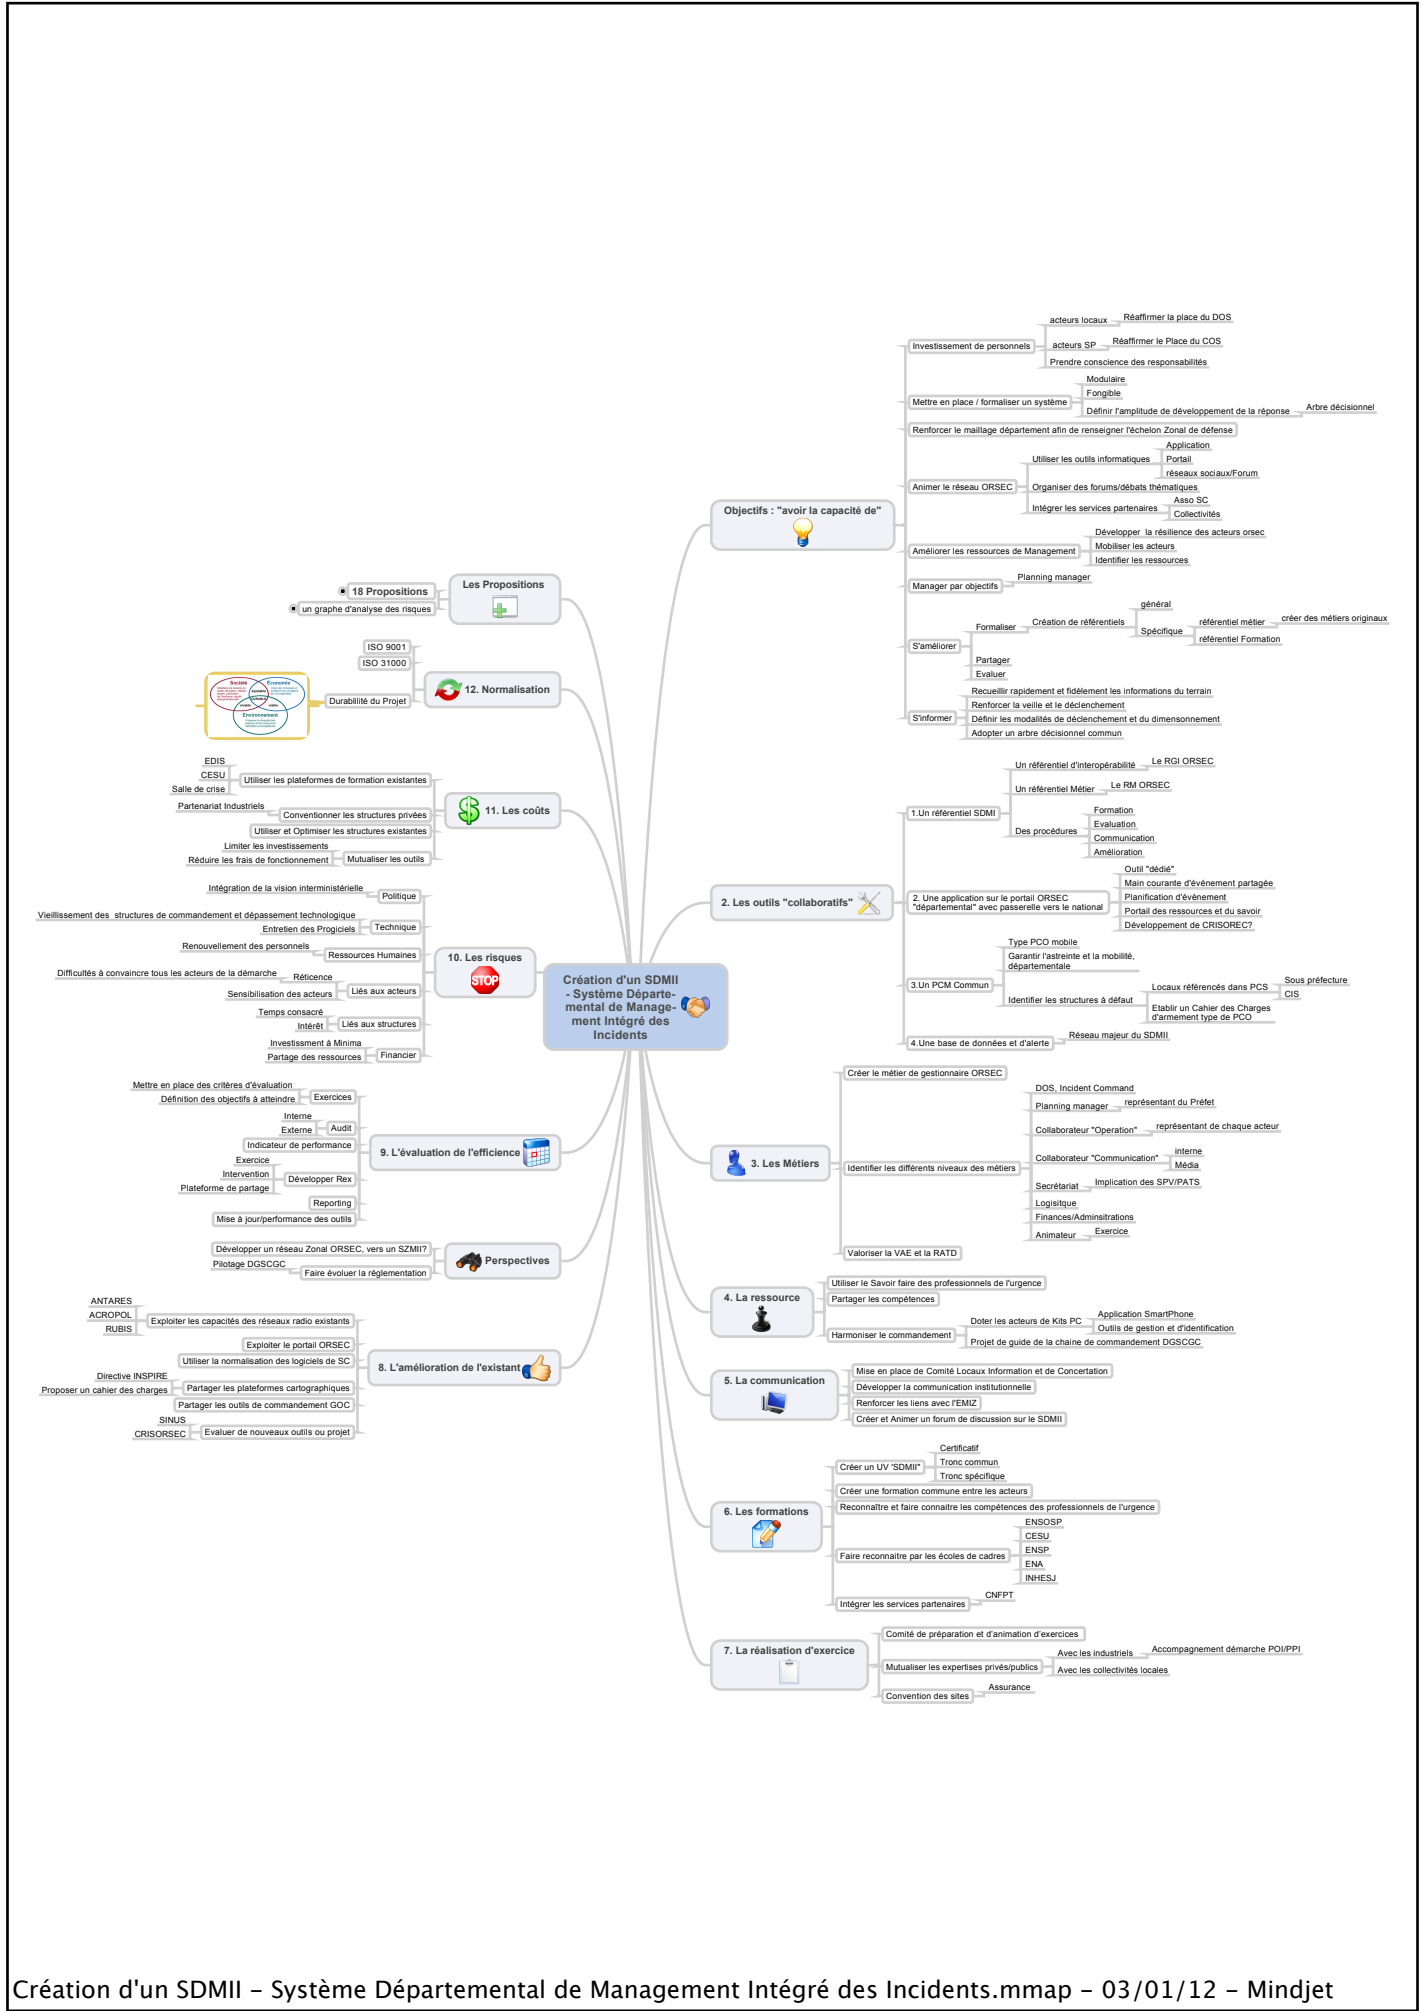 Création d'un SDMII
- Système Départe-
mental de Manage-
ment Intégré des
Incidents
Objectifs : "avoir la capacité de"
Investissement de personnels
acteurs locaux
Réaffirmer la place du DOS
acteurs SP
Réaffirmer le Place du COS
Prendre conscience des responsabilités
Mettre en place / formaliser un système
Modulaire
Fongible
Définir l'amplitude de développement de la réponse
Arbre décisionnel
Renforcer le maillage département afin de renseigner l'échelon Zonal de défense
Animer le réseau ORSEC
Utiliser les outils informatiques
Application
Portail
réseaux sociaux/Forum
Organiser des forums/débats thématiques
Intégrer les services partenaires
Asso SC
Collectivités
Améliorer les ressources de Management
Développer la résilience des acteurs orsec
Mobiliser les acteurs
Identifier les ressources
Manager par objectifs
Planning manager
S'améliorer
Formaliser
Création de référentiels
général
Spécifique
référentiel métier
créer des métiers originaux
référentiel Formation
Partager
Evaluer
S'informer
Recueillir rapidement et fidèlement les informations du terrain
Renforcer la veille et le déclenchement
Définir les modalités de déclenchement et du dimensonnement
Adopter un arbre décisionnel commun
2. Les outils "collaboratifs"
1.Un référentiel SDMI
Un référentiel d'interopérabilité
Le RGI ORSEC
Un référentiel Métier
Le RM ORSEC
Des procédures
Formation
Evaluation
Communication
Amélioration
2. Une application sur le portail ORSEC
"départemental" avec passerelle vers le national
Outil "dédié"
Main courante d'événement partagée
Planification d'évènement
Portail des ressources et du savoir
Développement de CRISOREC?
3.Un PCM Commun
Type PCO mobile
Garantir l'astreinte et la mobilité,
départementale
Identifier les structures à défaut
Locaux référencés dans PCS
Sous préfecture
CIS
Etablir un Cahier des Charges
d'armement type de PCO
4.Une base de données et d'alerte
Réseau majeur du SDMII
3. Les Métiers
Créer le métier de gestionnaire ORSEC
Identifier les différents niveaux des métiers
DOS, Incident Command
Planning manager
représentant du Préfet
Collaborateur "Operation"
représentant de chaque acteur
Collaborateur "Communication"
interne
Média
Secrétariat
Implication des SPV/PATS
Logisitque
Finances/Adminsitrations
Animateur
Exercice
Valoriser la VAE et la RATD
4. La ressource
Utiliser le Savoir faire des professionnels de l'urgence
Partager les compétences
Harmoniser le commandement
Doter les acteurs de Kits PC
Application SmartPhone
Outils de gestion et d'identification
Projet de guide de la chaine de commandement DGSCGC
5. La communication
Mise en place de Comité Locaux Information et de Concertation
Développer la communication institutionnelle
Renforcer les liens avec l'EMIZ
Créer et Animer un forum de discussion sur le SDMII
6. Les formations
Créer un UV 'SDMII"
Certificatif
Tronc commun
Tronc spécifique
Créer une formation commune entre les acteurs
Reconnaître et faire connaitre les compétences des professionnels de l'urgence
Faire reconnaitre par les écoles de cadres
ENSOSP
CESU
ENSP
ENA
INHESJ
Intégrer les services partenaires
CNFPT
7. La réalisation d'exercice
Comité de préparation et d'animation d'exercices
Mutualiser les expertises privés/publics
Avec les industriels
Accompagnement démarche POI/PPI
Avec les collectivités locales
Convention des sites
Assurance
Les Propositions
18 Propositions
un graphe d'analyse des risques
12. Normalisation
ISO 9001
ISO 31000
Durablilité du Projet
Société
Économie
équitable
vivable
viable
Environnement
11. Les coûts
Utiliser les plateformes de formation existantes
EDIS
CESU
Salle de crise
Conventionner les structures privées
Partenariat Industriels
Utiliser et Optimiser les structures existantes
Mutualiser les outils
Limiter les investissements
Réduire les frais de fonctionnement
10. Les risques
STOP
Politique
Intégration de la vision interministérielle
Technique
Vieillissement des structures de commandement et dépassement technologique
Entretien des Progiciels
Ressources Humaines
Renouvellement des personnels
Liés aux acteurs
Réticence
Difficultés à convaincre tous les acteurs de la démarche
Sensibilisation des acteurs
Liés aux structures
Temps consacré
Intérêt
Financier
Investissment à Minima
Partage des ressources
9. L'évaluation de l'efficience
Exercices
Mettre en place des critères d'évaluation
Définition des objectifs à atteindre
Audit
Interne
Externe
Indicateur de performance
Développer Rex
Exercice
Intervention
Plateforme de partage
Reporting
Mise à jour/performance des outils
Perspectives
Développer un réseau Zonal ORSEC, vers un SZMII?
Faire évoluer la réglementation
Pilotage DGSCGC
8. L'amélioration de l'existant
Exploiter les capacités des réseaux radio existants
ANTARES
ACROPOL
RUBIS
Exploiter le portail ORSEC
Utiliser la normalisation des logiciels de SC
Partager les plateformes cartographiques
Directive INSPIRE
Proposer un cahier des charges
Partager les outils de commandement GOC
Evaluer de nouveaux outils ou projet
SINUS
CRISORSEC
Création d'un SDMII – Système Départemental de Management Intégré des Incidents.mmap – 03/01/12 – Mindjet